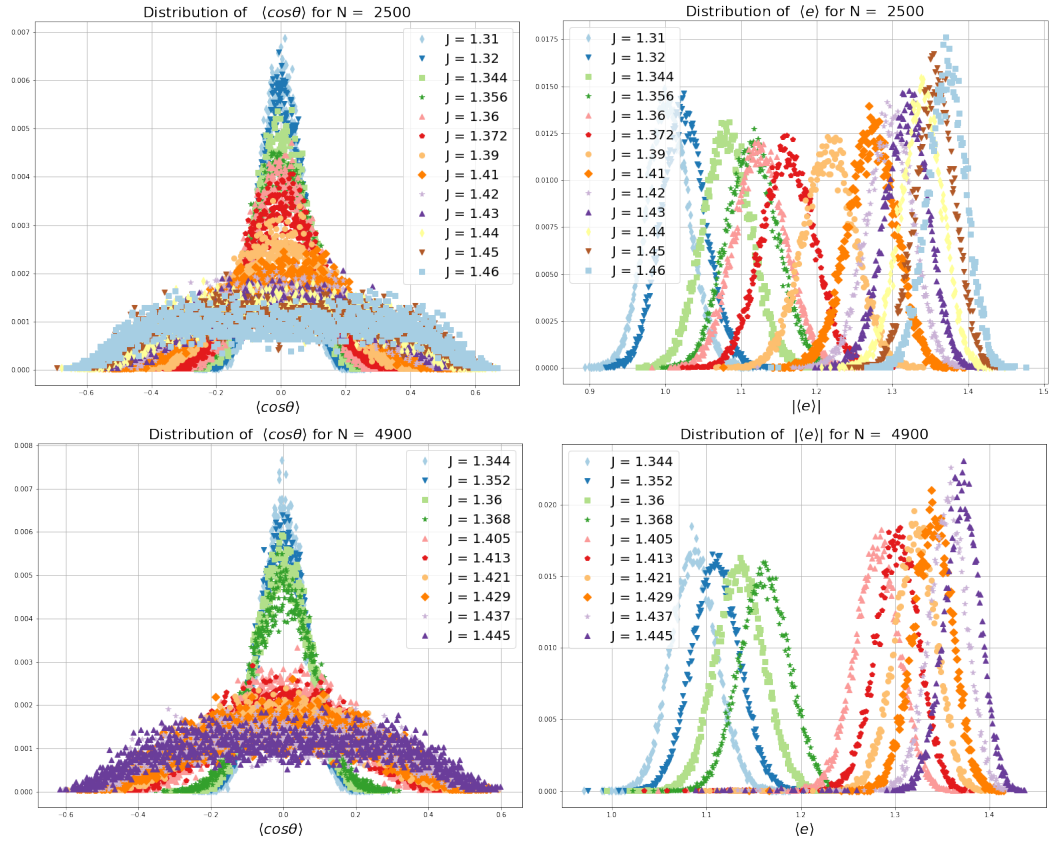 Distribution of ⟨cosθ⟩ for N = 2500
0.007
0.006
0.005
0.004
0.003
0.002
0.001
0.000
−0.6
−0.4
−0.2
0.0
0.2
0.4
0.6
⟨cosθ⟩
J = 1.31
J = 1.32
J = 1.344
J = 1.356
J = 1.36
J = 1.372
J = 1.39
J = 1.41
J = 1.42
J = 1.43
J = 1.44
J = 1.45
J = 1.46
Distribution of ⟨e⟩ for N = 2500
0.0175
0.0150
0.0125
0.0100
0.0075
0.0050
0.0025
0.0000
0.9
1.0
1.1
1.2
1.3
1.4
1.5
|⟨e⟩|
J = 1.31
J = 1.32
J = 1.344
J = 1.356
J = 1.36
J = 1.372
J = 1.39
J = 1.41
J = 1.42
J = 1.43
J = 1.44
J = 1.45
J = 1.46
Distribution of ⟨cosθ⟩ for N = 4900
0.008
0.007
0.006
0.005
0.004
0.003
0.002
0.001
0.000
−0.6
−0.4
−0.2
0.0
0.2
0.4
0.6
⟨cosθ⟩
J = 1.344
J = 1.352
J = 1.36
J = 1.368
J = 1.405
J = 1.413
J = 1.421
J = 1.429
J = 1.437
J = 1.445
Distribution of |⟨e⟩| for N = 4900
0.020
0.015
0.010
0.005
0.000
1.0
1.1
1.2
1.3
1.4
⟨e⟩
J = 1.344
J = 1.352
J = 1.36
J = 1.368
J = 1.405
J = 1.413
J = 1.421
J = 1.429
J = 1.437
J = 1.445